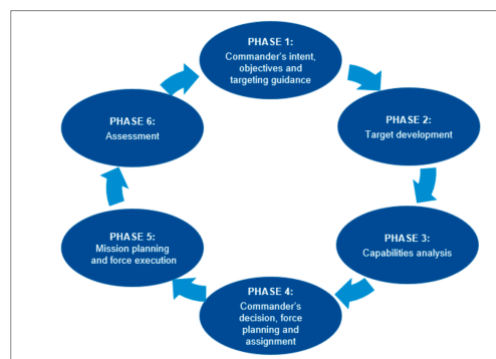 PHASE 1:
Commander's intent,
objectives and
targeting guidance
PHASE 2:
Target development
PHASE 3:
Capabilities analysis
PHASE 4:
Commander's
decision, force
planning and
assignment
PHASE 5:
Mission planning
and force execution
PHASE 6:
Assessment